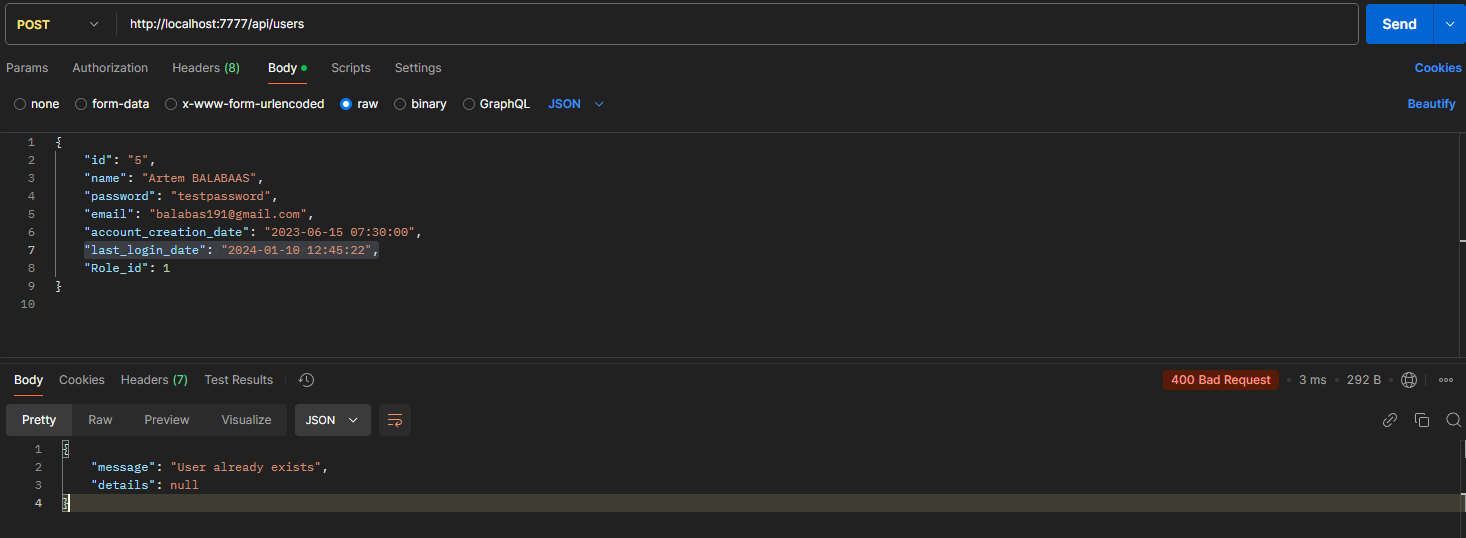 POST http://localhost:7777/api/users Send
Params Authorization Headers (8) Body Scripts Settings Cookies
none form-data x-www-form-urlencoded raw binary GraphQL JSON Beautify
1 {
2 "id": "5",
3 "name": "Artem BALABAAS",
4 "password": "testpassword",
5 "email": "balabas191@gmail.com",
6 "account_creation_date": "2023-06-15 07:30:00",
7 "last_login_date": "2024-01-10 12:45:22",
8 "Role_id": 1
9 }
10
Body Cookies Headers (7) Test Results 400 Bad Request 3 ms 292 B
Pretty Raw Preview Visualize JSON
1 {
2 "message": "User already exists",
3 "details": null
4 }